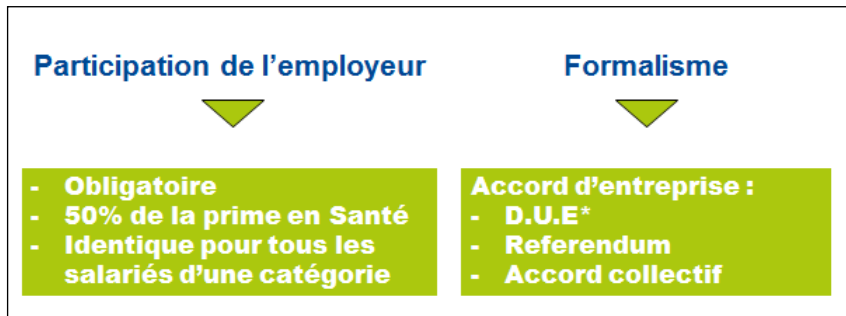 Participation de l'employeur
- Obligatoire
- 50% de la prime en Santé
- Identique pour tous les
salariés d'une catégorie
Formalisme
Accord d'entreprise :
- D.U.E*
- Referendum
- Accord collectif